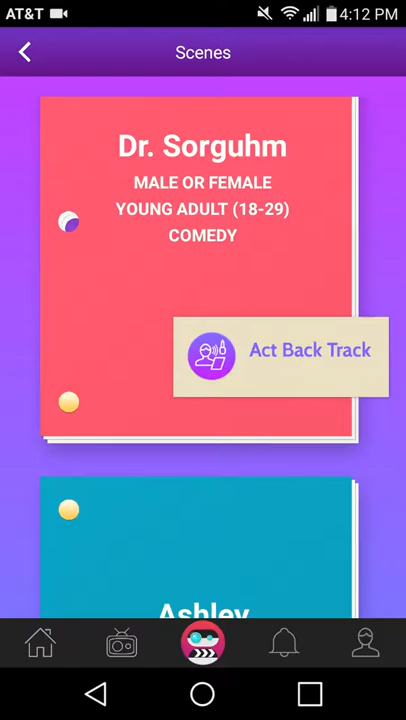 AT&T
4:12 PM
Scenes
Dr. Sorguhm
MALE OR FEMALE
YOUNG ADULT (18-29)
COMEDY
Act Back Track
Ashley